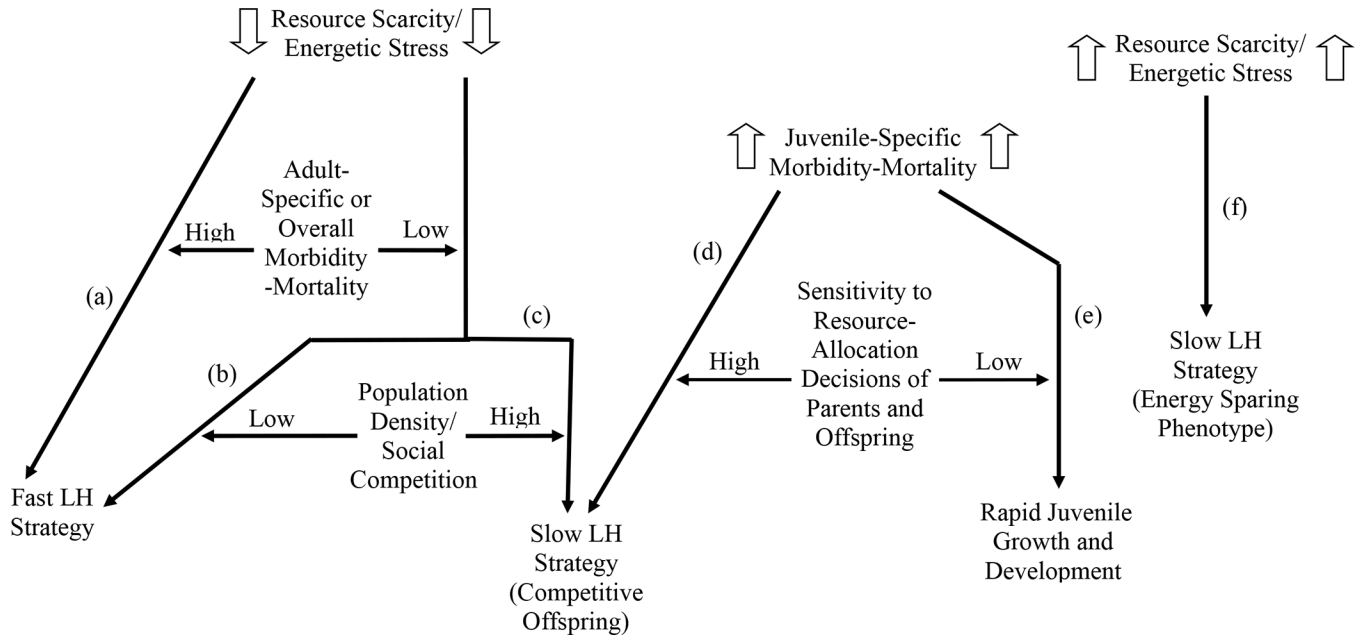 Resource Scarcity/
Energetic Stress
Adult-
Specific or
Overall
Morbidity
-Mortality
High
Low
(a)
(b)
(c)
Population
Density/
Social
Competition
Low
High
Fast LH
Strategy
Slow LH
Strategy
(Competitive
Offspring)
Juvenile-Specific
Morbidity-Mortality
(d)
(e)
Sensitivity to
Resource-
Allocation
Decisions of
Parents and
Offspring
High
Low
Rapid Juvenile
Growth and
Development
Resource Scarcity/
Energetic Stress
(f)
Slow LH
Strategy
(Energy Sparing
Phenotype)